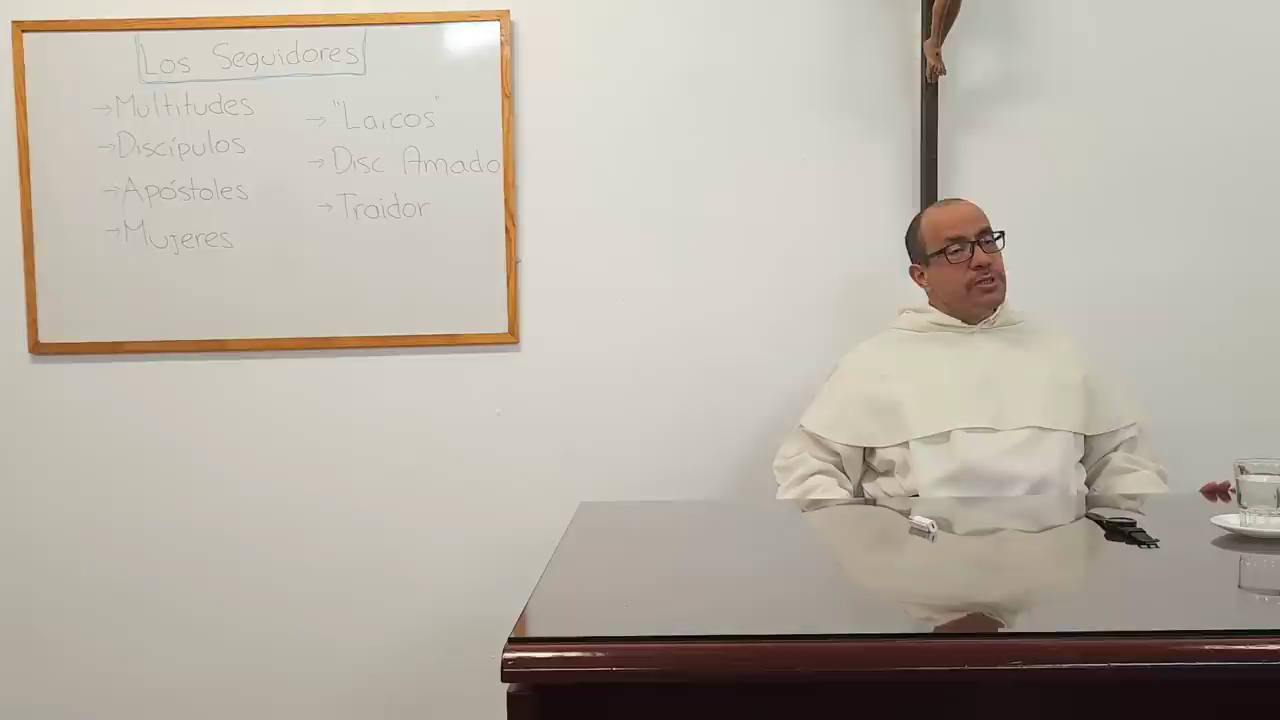 Los Seguidores
→Multitudes
→Discípulos
→Apóstoles
→Mujeres
→"Laicos"
→Disc Amado
→Traidor